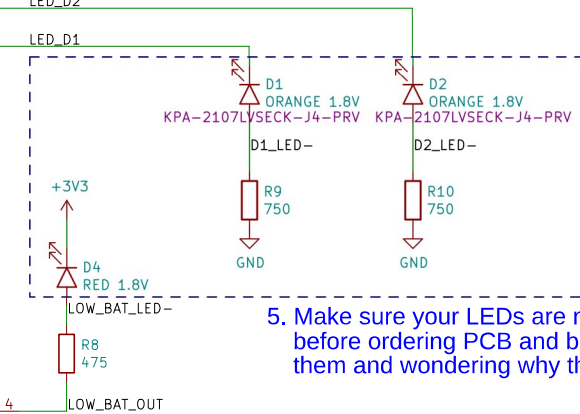 LED_D2
LED_D1
D1
ORANGE 1.8V
KPA-2107LVSECK-J4-PRV
D2
ORANGE 1.8V
KPA-2107LVSECK-J4-PRV
D1_LED-
D2_LED-
+3V3
R9
750
R10
750
GND
GND
D4
RED 1.8V
LOW_BAT_LED-
5. Make sure your LEDs are
before ordering PCB and
them and wondering why
R8
475
4
LOW_BAT_OUT